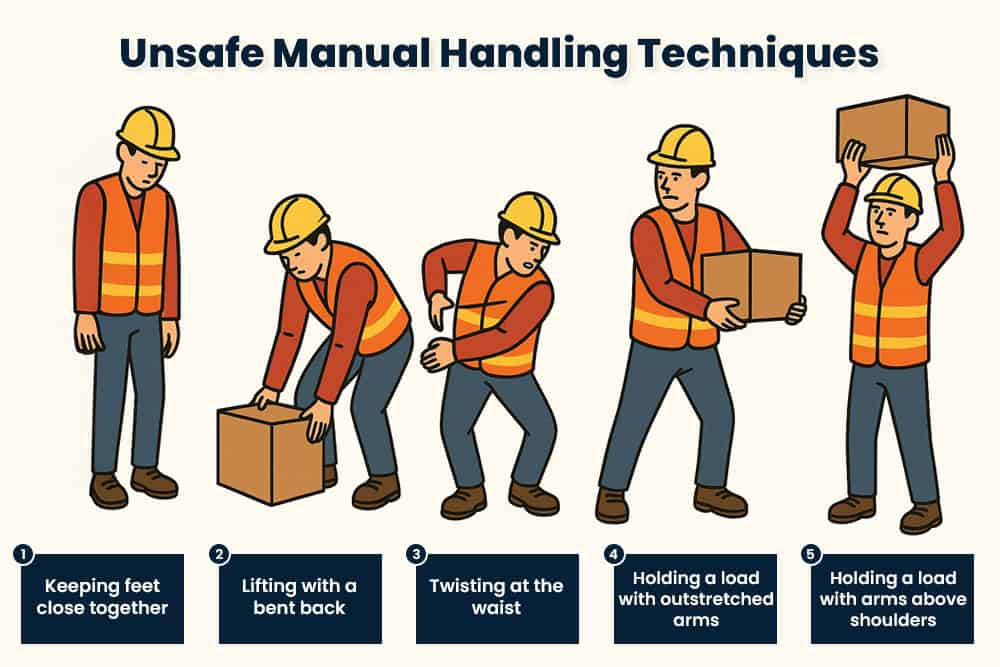 Unsafe Manual Handling Techniques
1
Keeping feet
close together
2
Lifting with a
bent back
3
Twisting at the
waist
4
Holding a load
with outstretched
arms
5
Holding a load
with arms above
shoulders